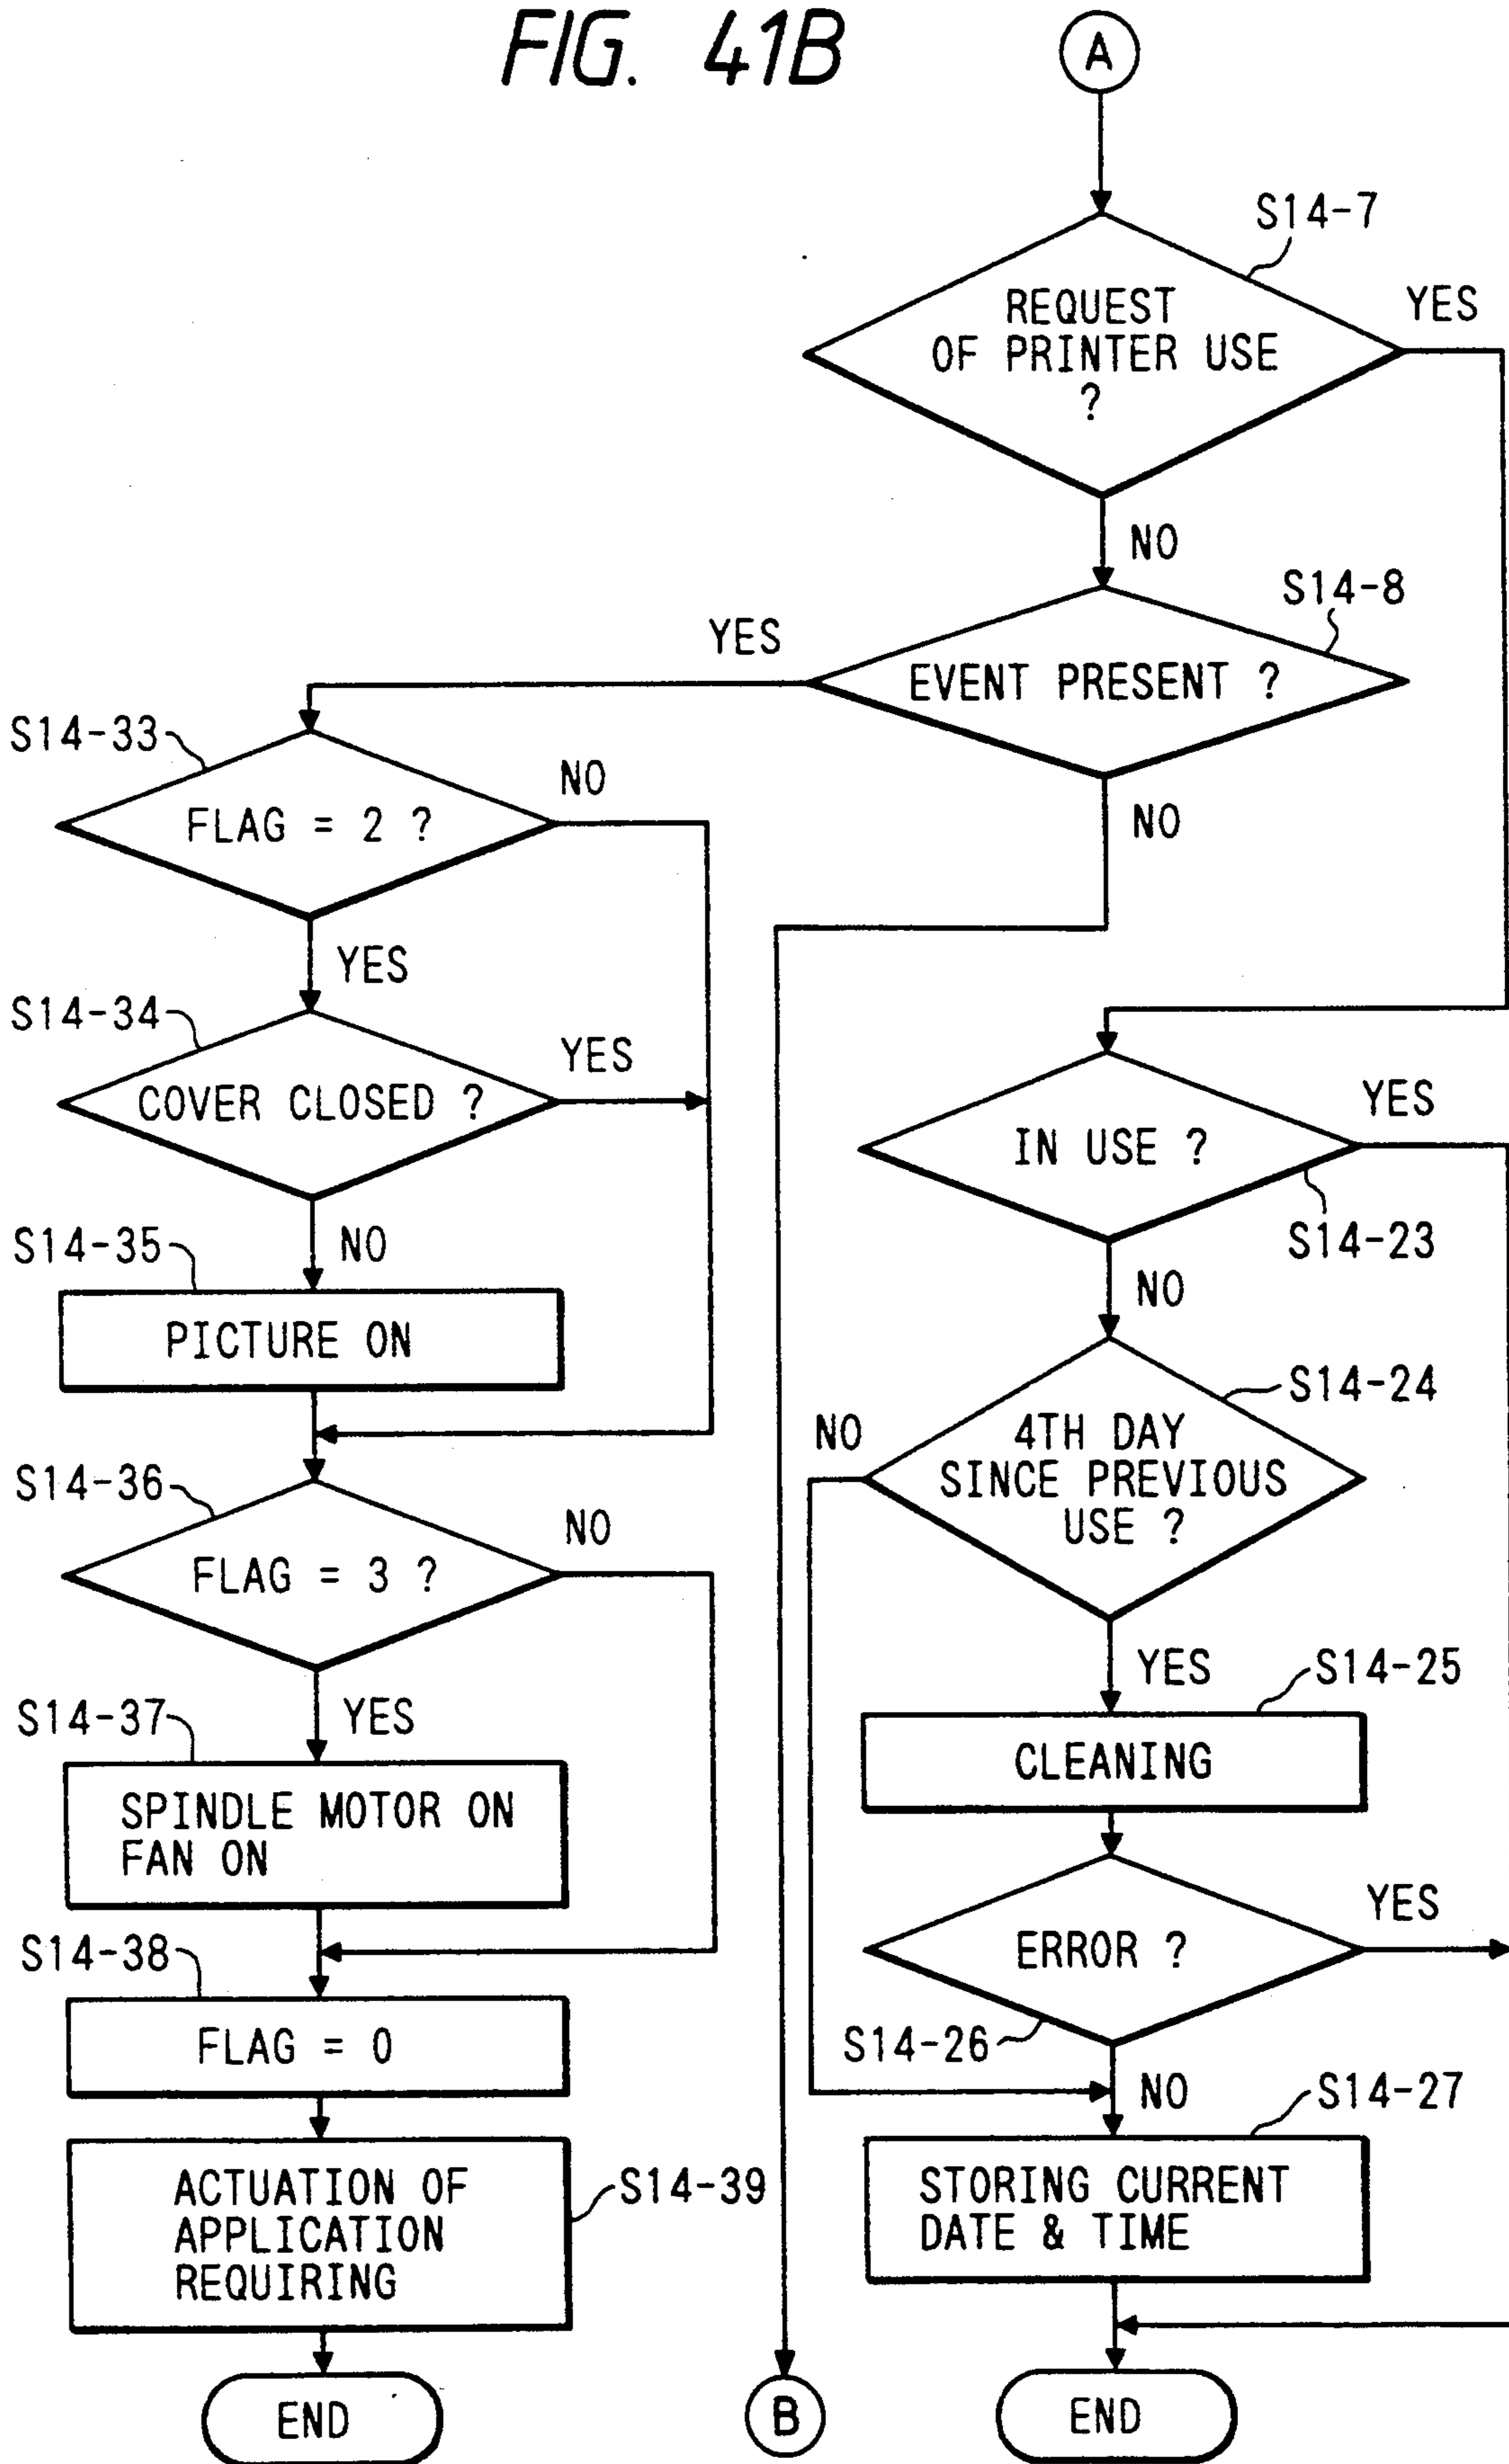 FIG. 41B
A
S14-7
REQUEST
OF PRINTER USE
?
YES
NO
S14-8
EVENT PRESENT ?
YES
NO
S14-33
FLAG = 2 ?
NO
YES
S14-34
COVER CLOSED ?
YES
NO
S14-35
PICTURE ON
S14-36
FLAG = 3 ?
NO
YES
S14-37
SPINDLE MOTOR ON
FAN ON
S14-38
FLAG = 0
ACTUATION OF
APPLICATION
REQUIRING
S14-39
END
B
IN USE ?
YES
S14-23
NO
S14-24
4TH DAY
SINCE PREVIOUS
USE ?
NO
YES
S14-25
CLEANING
ERROR ?
YES
S14-26
NO
S14-27
STORING CURRENT
DATE & TIME
END